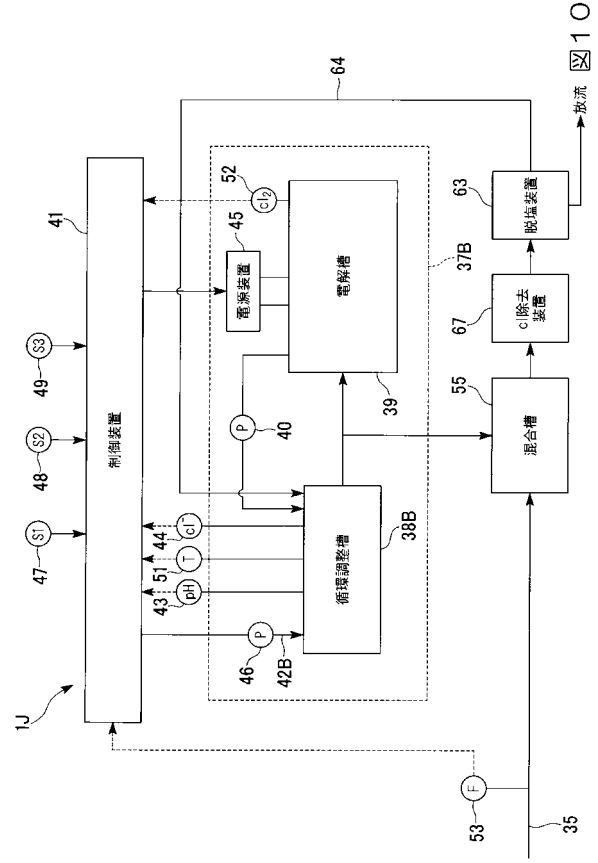 1J
47
S1
48
S2
49
S3
制御装置
41
46
P
42B
43
pH
51
T
44
cl⁻
P
40
電源装置
45
cl₂
52
64
循環調整槽
38B
電解槽
39
37B
F
53
35
混合槽
55
cl除去
装置
67
脱塩装置
63
放流
図10